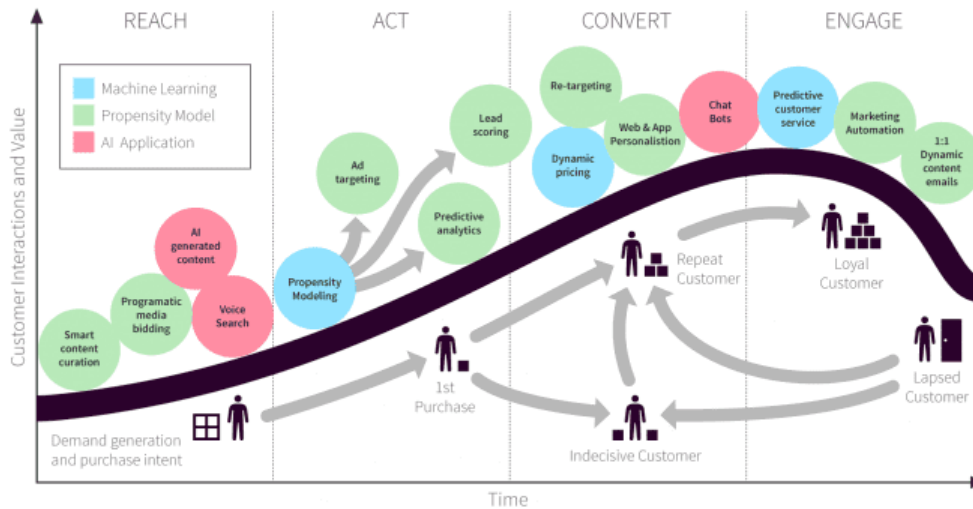 REACH
ACT
CONVERT
ENGAGE
Customer Interactions and Value
Machine Learning
Propensity Model
AI Application
Smart
content
curation
Programatic
media
bidding
AI
generated
content
Voice
Search
Propensity
Modeling
Ad
targeting
Lead
scoring
Predictive
analytics
Re-targeting
Dynamic
pricing
Web & App
Personalistion
Chat
Bots
Predictive
customer
service
Marketing
Automation
1:1
Dynamic
content
emails
Demand generation
and purchase intent
1st
Purchase
Repeat
Customer
Indecisive Customer
Loyal
Customer
Lapsed
Customer
Time